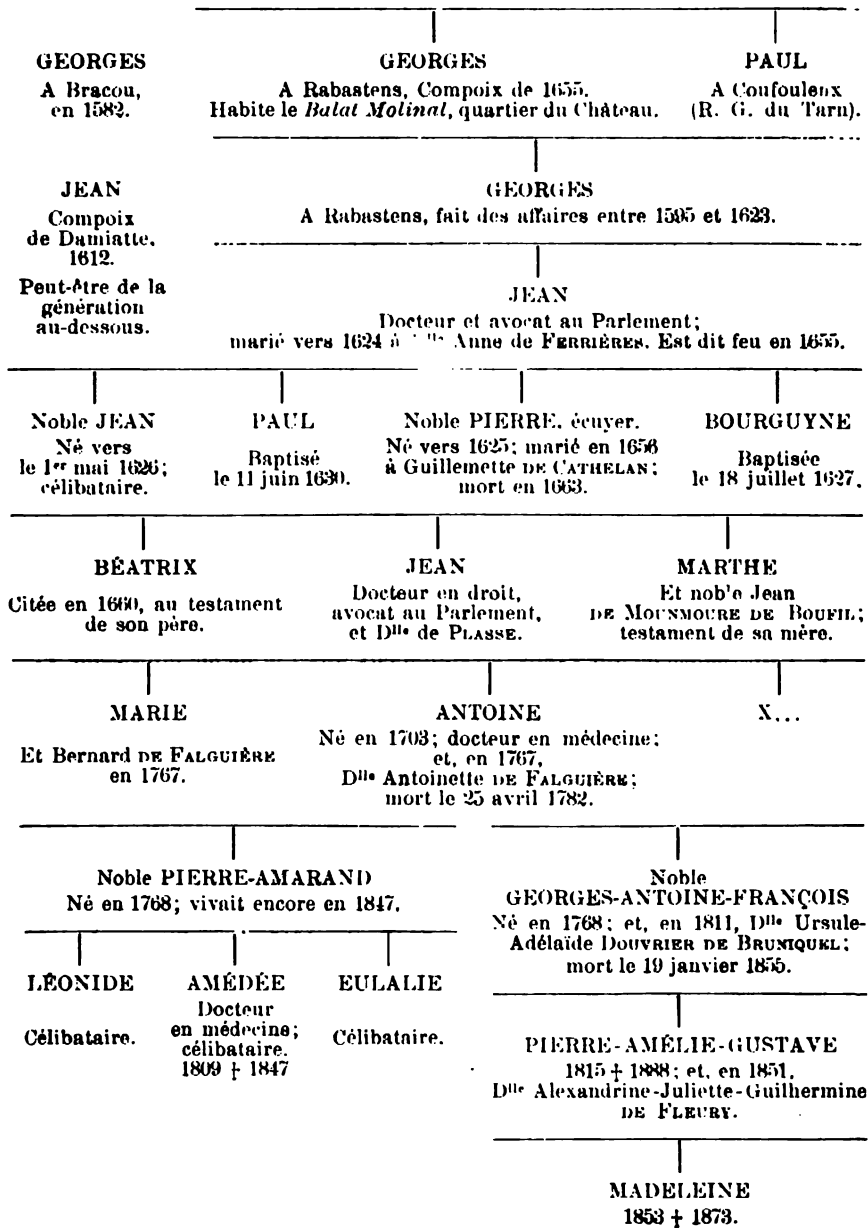 GEORGES
A Bracou,
en 1582.
GEORGES
A Rabastens, Compoix de 1655.
Habite le Balat Molinal, quartier du Château.
PAUL
A Coufouleux
(R. G. du Tarn).
JEAN
Compoix
de Damiatte,
1612.
Peut-être de la
génération
au-dessous.
GEORGES
A Rabastens, fait des affaires entre 1595 et 1623.
JEAN
Docteur et avocat au Parlement;
marié vers 1624 à Dlle Anne de FERRIÈRES. Est dit feu en 1655.
Noble JEAN
Né vers
le 1er mai 1626;
célibataire.
PAUL
Baptisé
le 11 juin 1630.
Noble PIERRE, écuyer.
Né vers 1625; marié en 1656
à Guillemette DE CATHELAN;
mort en 1663.
BOURGUYNE
Baptisée
le 18 juillet 1627.
BÉATRIX
Citée en 1660, au testament
de son père.
JEAN
Docteur en droit,
avocat au Parlement,
et Dlle de PLASSE.
MARTHE
Et noble Jean
DE MOUNMOURE DE BOUFIL;
testament de sa mère.
MARIE
Et Bernard DE FALGUIÈRE
en 1767.
ANTOINE
Né en 1703; docteur en médecine;
et, en 1767,
Dlle Antoinette DE FALGUIÈRE;
mort le 25 avril 1782.
X...
Noble PIERRE-AMARAND
Né en 1768; vivait encore en 1847.
Noble
GEORGES-ANTOINE-FRANÇOIS
Né en 1768; et, en 1811, Dlle Ursule-
Adélaïde DOUVRIER DE BRUNIQUEL;
mort le 19 janvier 1855.
LÉONIDE
Célibataire.
AMÉDÉE
Docteur
en médecine;
célibataire.
1809 † 1847
EULALIE
Célibataire.
PIERRE-AMÉLIE-GUSTAVE
1815 † 1888; et, en 1851,
Dlle Alexandrine-Juliette-Guilhermine
DE FLEURY.
MADELEINE
1853 † 1873.